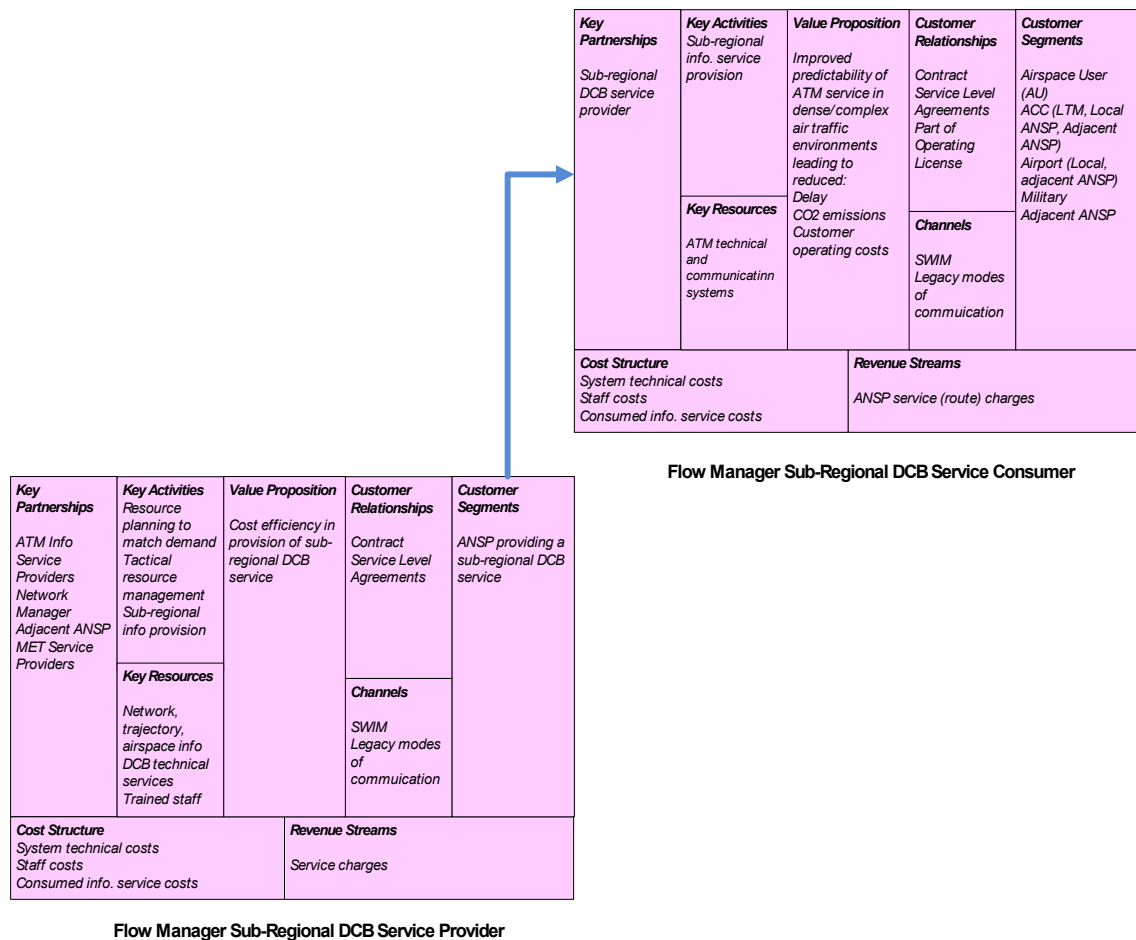 Key
Partnerships
Sub-regional
DCB service
provider
Key Activities
Sub-regional
info. service
provision
Key Resources
ATM technical
and
communicatinn
systems
Value Proposition
Improved
predictability of
ATM service in
dense/complex
air traffic
environments
leading to
reduced:
Delay
CO2 emissions
Customer
operating costs
Customer
Relationships
Contract
Service Level
Agreements
Part of
Operating
License
Channels
SWIM
Legacy modes
of
commuication
Customer
Segments
Airspace User
(AU)
ACC (LTM, Local
ANSP, Adjacent
ANSP)
Airport (Local,
adjacent ANSP)
Military
Adjacent ANSP
Cost Structure
System technical costs
Staff costs
Consumed info. service costs
Revenue Streams
ANSP service (route) charges
Flow Manager Sub-Regional DCB Service Consumer
Key
Partnerships
ATM Info
Service
Providers
Network
Manager
Adjacent ANSP
MET Service
Providers
Key Activities
Resource
planning to
match demand
Tactical
resource
management
Sub-regional
info provision
Key Resources
Network,
trajectory,
airspace info
DCB technical
services
Trained staff
Value Proposition
Cost efficiency in
provision of sub-
regional DCB
service
Customer
Relationships
Contract
Service Level
Agreements
Channels
SWIM
Legacy modes
of
commuication
Customer
Segments
ANSP providing a
sub-regional DCB
service
Cost Structure
System technical costs
Staff costs
Consumed info. service costs
Revenue Streams
Service charges
Flow Manager Sub-Regional DCB Service Provider